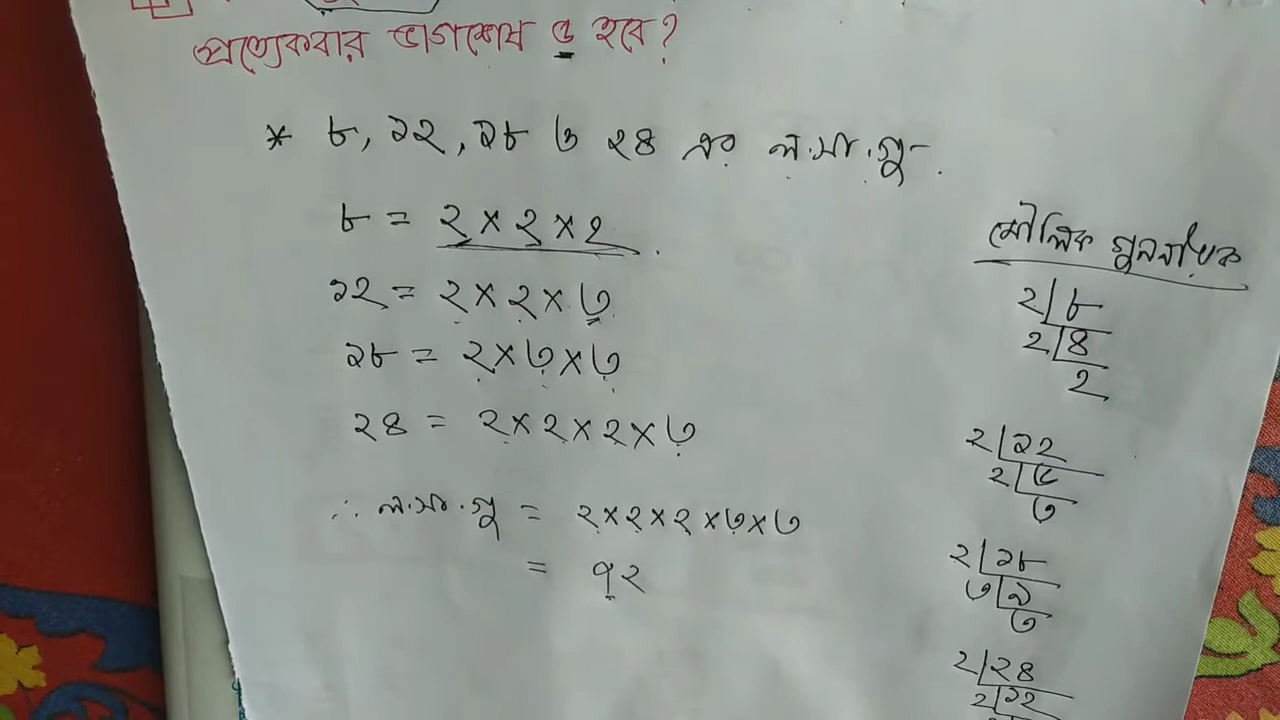 প্রত্যেকবার ভাগশেষ ৫ হবে?
* ৮, ১২, ১৮ ও ২৪ এর ল.সা.গু-
৮ = ২×২×২
১২ = ২×২×৩
১৮ = ২×৩×৩
২৪ = ২×২×২×৩
∴ ল.সা.গু = ২×২×২×৩×৩
= ৭২
মৌলিক গুননীয়ক
২|৮
২|৪
২
২|১২
২|৬
৩
২|১৮
৩|৯
৩
২|২৪
২|১২